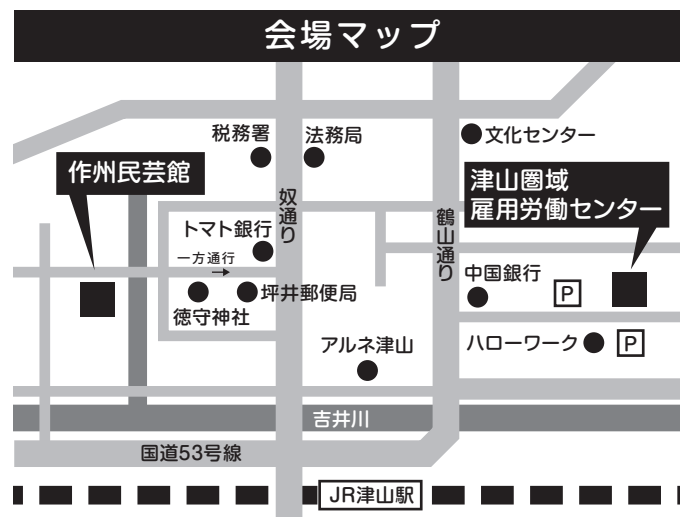 会場マップ
税務署
法務局
文化センター
作州民芸館
津山圏域
雇用労働センター
奴通り
鶴山通り
トマト銀行
一方通行
→
中国銀行
P
坪井郵便局
徳守神社
アルネ津山
ハローワーク
P
吉井川
国道53号線
JR津山駅